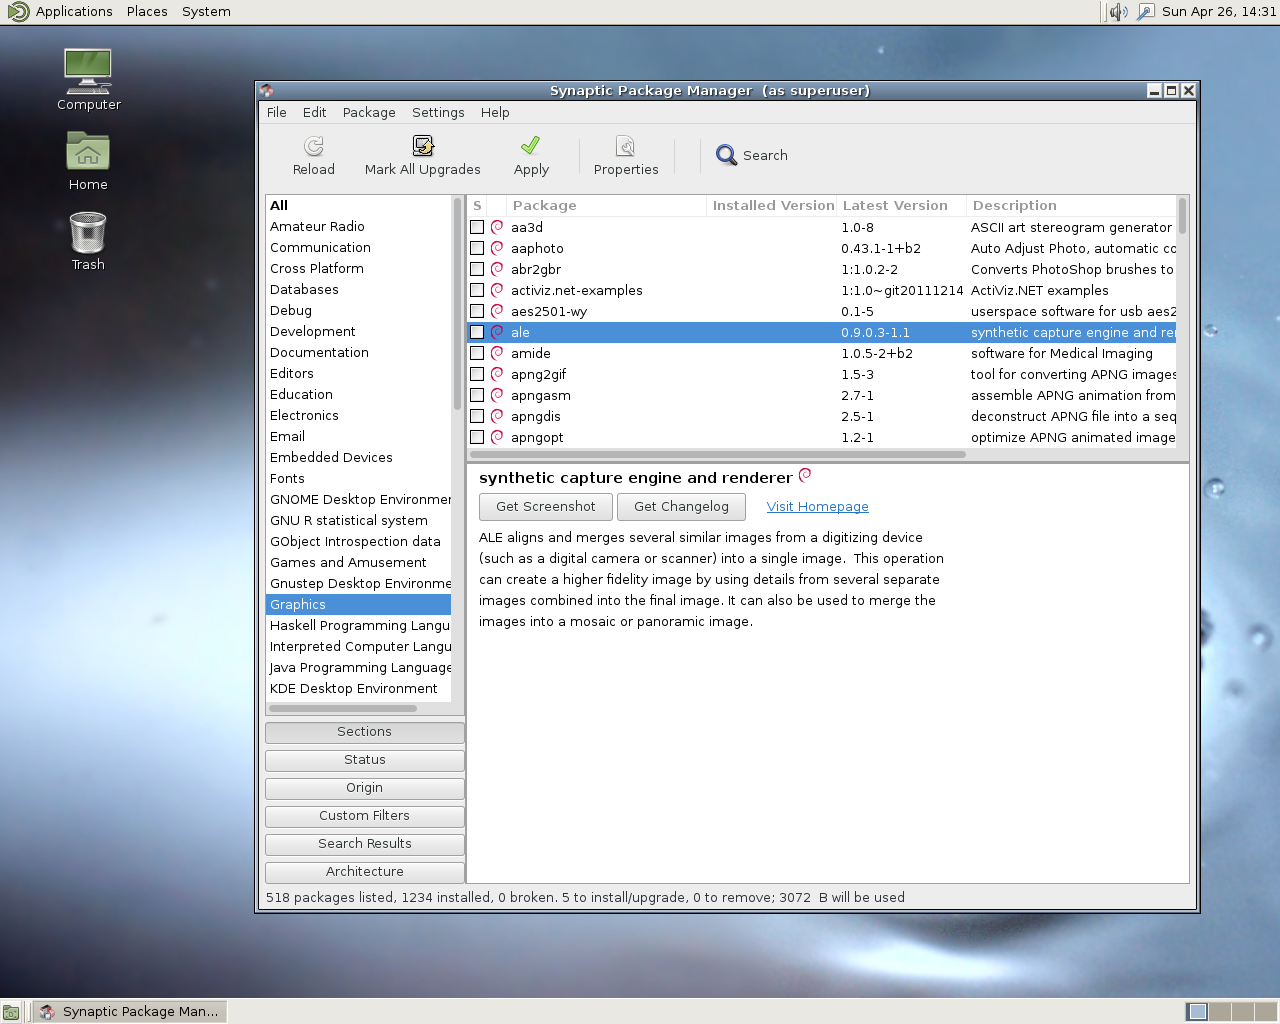 Applications Places System
Sun Apr 26, 14:31
Computer
Home
Trash
Synaptic Package Manager (as superuser)
File Edit Package Settings Help
Reload Mark All Upgrades Apply Properties Search
All
Amateur Radio
Communication
Cross Platform
Databases
Debug
Development
Documentation
Editors
Education
Electronics
Email
Embedded Devices
Fonts
GNOME Desktop Environmen
GNU R statistical system
GObject Introspection data
Games and Amusement
Gnustep Desktop Environme
Graphics
Haskell Programming Langu
Interpreted Computer Langu
Java Programming Language
KDE Desktop Environment
Sections
Status
Origin
Custom Filters
Search Results
Architecture
S Package Installed Version Latest Version Description
aa3d 1.0-8 ASCII art stereogram generator
aaphoto 0.43.1-1+b2 Auto Adjust Photo, automatic co
abr2gbr 1:1.0.2-2 Converts PhotoShop brushes to
activiz.net-examples 1:1.0~git20111214 ActiViz.NET examples
aes2501-wy 0.1-5 userspace software for usb aes2
ale 0.9.0.3-1.1 synthetic capture engine and rer
amide 1.0.5-2+b2 software for Medical Imaging
apng2gif 1.5-3 tool for converting APNG images
apngasm 2.7-1 assemble APNG animation from
apngdis 2.5-1 deconstruct APNG file into a seq
apngopt 1.2-1 optimize APNG animated image
synthetic capture engine and renderer
Get Screenshot Get Changelog Visit Homepage
ALE aligns and merges several similar images from a digitizing device
(such as a digital camera or scanner) into a single image.  This operation
can create a higher fidelity image by using details from several separate
images combined into the final image. It can also be used to merge the
images into a mosaic or panoramic image.
518 packages listed, 1234 installed, 0 broken. 5 to install/upgrade, 0 to remove; 3072  B will be used
Synaptic Package Man...